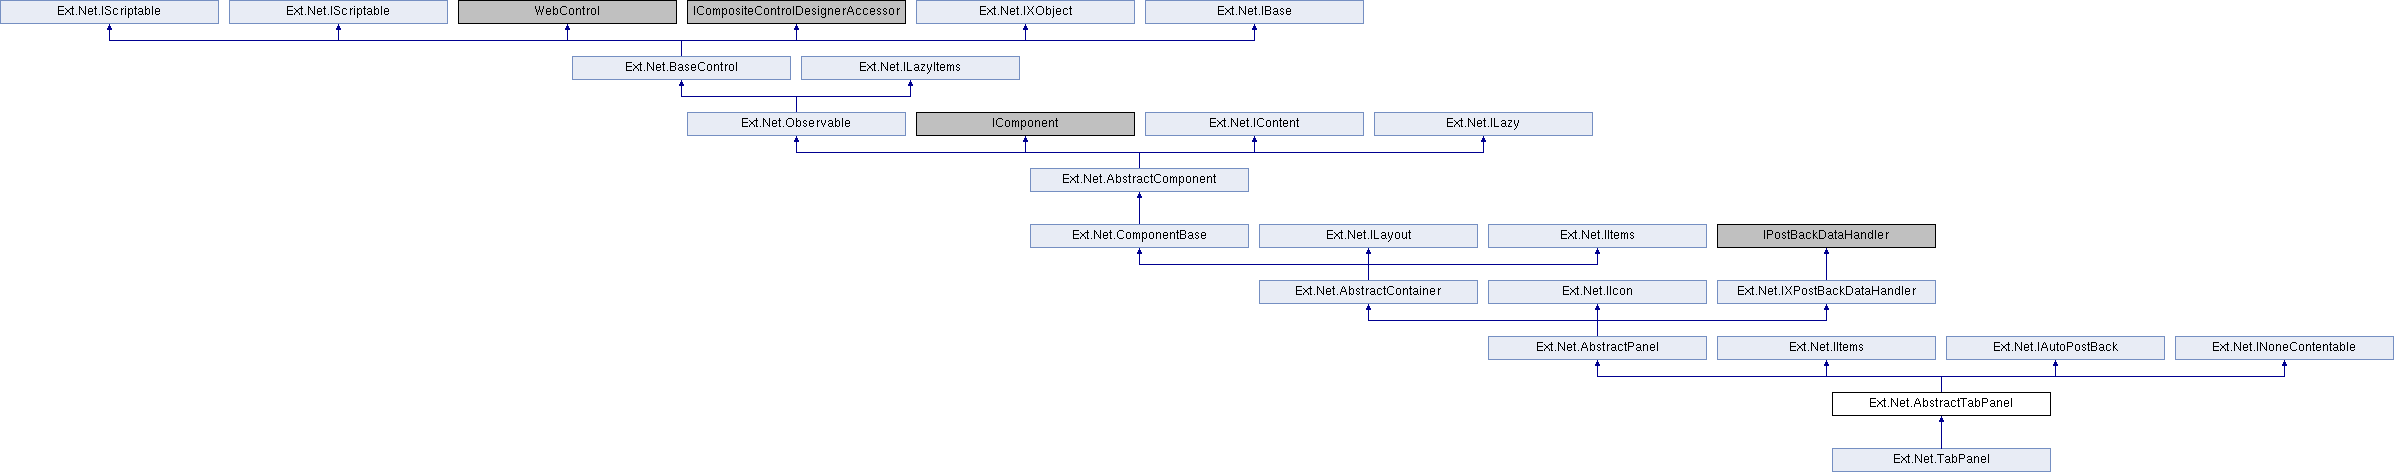 Ext.Net.IScriptable
Ext.Net.IScriptable
WebControl
ICompositeControlDesignerAccessor
Ext.Net.IXObject
Ext.Net.IBase
Ext.Net.BaseControl
Ext.Net.ILazyItems
Ext.Net.Observable
IComponent
Ext.Net.IContent
Ext.Net.ILazy
Ext.Net.AbstractComponent
Ext.Net.ComponentBase
Ext.Net.ILayout
Ext.Net.IItems
IPostBackDataHandler
Ext.Net.AbstractContainer
Ext.Net.IIcon
Ext.Net.IXPostBackDataHandler
Ext.Net.AbstractPanel
Ext.Net.IItems
Ext.Net.IAutoPostBack
Ext.Net.INoneContentable
Ext.Net.AbstractTabPanel
Ext.Net.TabPanel